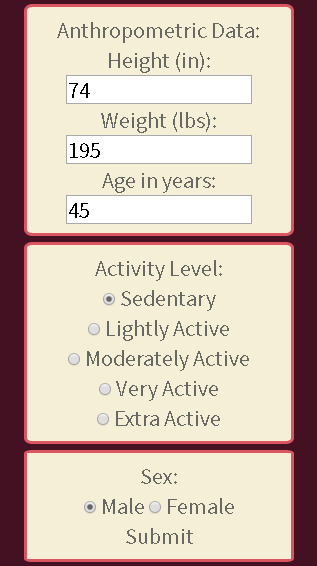 Anthropometric Data:
Height (in):
74
Weight (lbs):
195
Age in years:
45
Activity Level:
Sedentary
Lightly Active
Moderately Active
Very Active
Extra Active
Sex:
Male Female
Submit